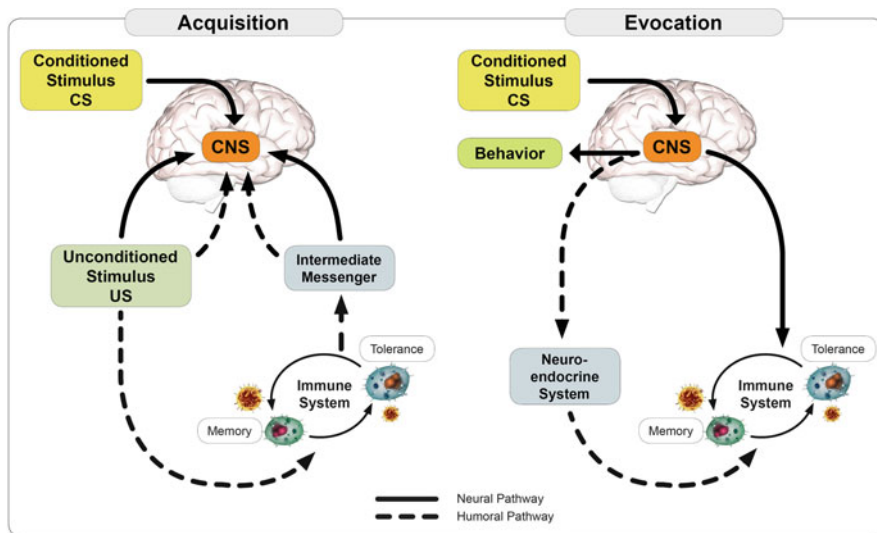 Acquisition
Conditioned
Stimulus
CS
CNS
Unconditioned
Stimulus
US
Intermediate
Messenger
Tolerance
Immune
System
Memory
Evocation
Conditioned
Stimulus
CS
Behavior
CNS
Neuro-
endocrine
System
Tolerance
Immune
System
Memory
Neural Pathway
Humoral Pathway